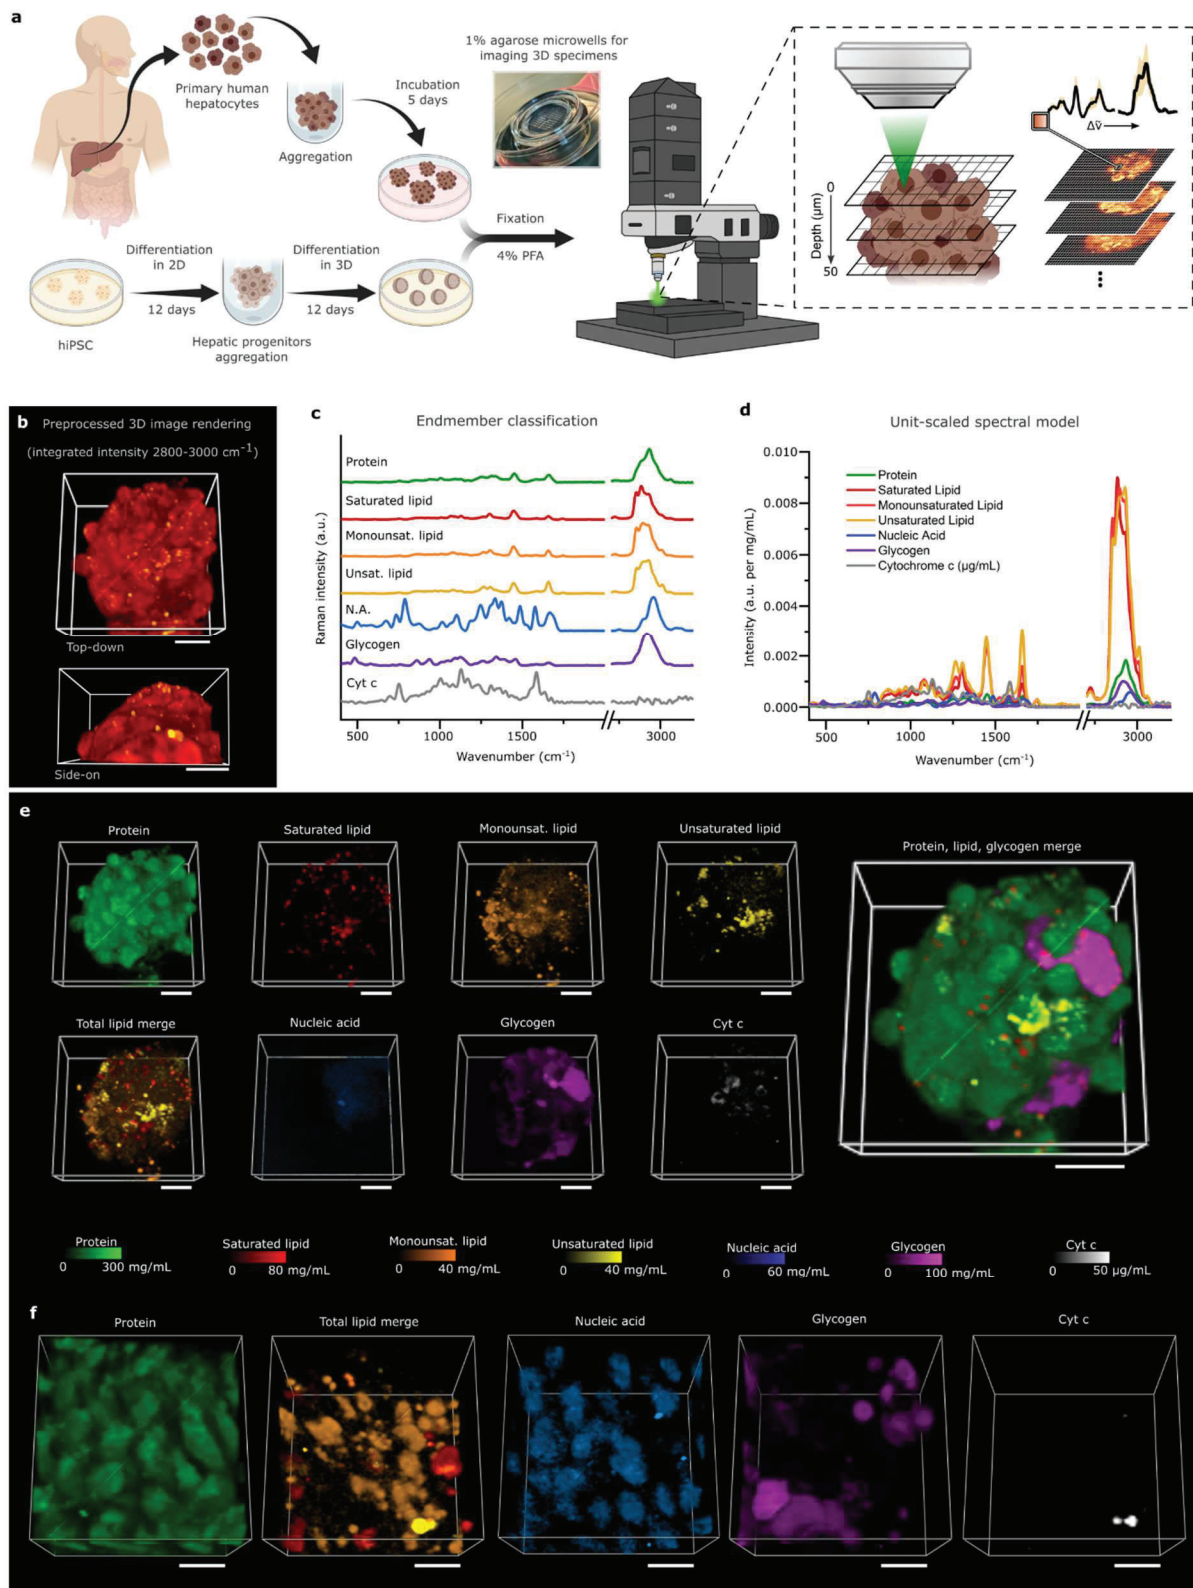 a
1% agarose microwells for
imaging 3D specimens
Primary human
hepatocytes
Incubation
5 days
Aggregation
Δṽ
0
Depth (µm)
50
Fixation
4% PFA
Differentiation
in 2D
12 days
Differentiation
in 3D
12 days
hiPSC
Hepatic progenitors
aggregation
b
Preprocessed 3D image rendering
(integrated intensity 2800-3000 cm⁻¹)
Top-down
Side-on
c
Endmember classification
Raman intensity (a.u.)
Protein
Saturated lipid
Monounsat. lipid
Unsat. lipid
N.A.
Glycogen
Cyt c
500 1000 1500 3000
Wavenumber (cm⁻¹)
d
Unit-scaled spectral model
Intensity (a.u. per mg/mL)
0.010
0.008
0.006
0.004
0.002
0.000
Protein
Saturated Lipid
Monounsaturated Lipid
Unsaturated Lipid
Nucleic Acid
Glycogen
Cytochrome c (µg/mL)
500 1000 1500 3000
Wavenumber (cm⁻¹)
e
Protein Saturated lipid Monounsat. lipid Unsaturated lipid
Protein, lipid, glycogen merge
Total lipid merge Nucleic acid Glycogen Cyt c
Protein
0 300 mg/mL
Saturated lipid
0 80 mg/mL
Monounsat. lipid
0 40 mg/mL
Unsaturated lipid
0 40 mg/mL
Nucleic acid
0 60 mg/mL
Glycogen
0 100 mg/mL
Cyt c
0 50 µg/mL
f
Protein Total lipid merge Nucleic acid Glycogen Cyt c